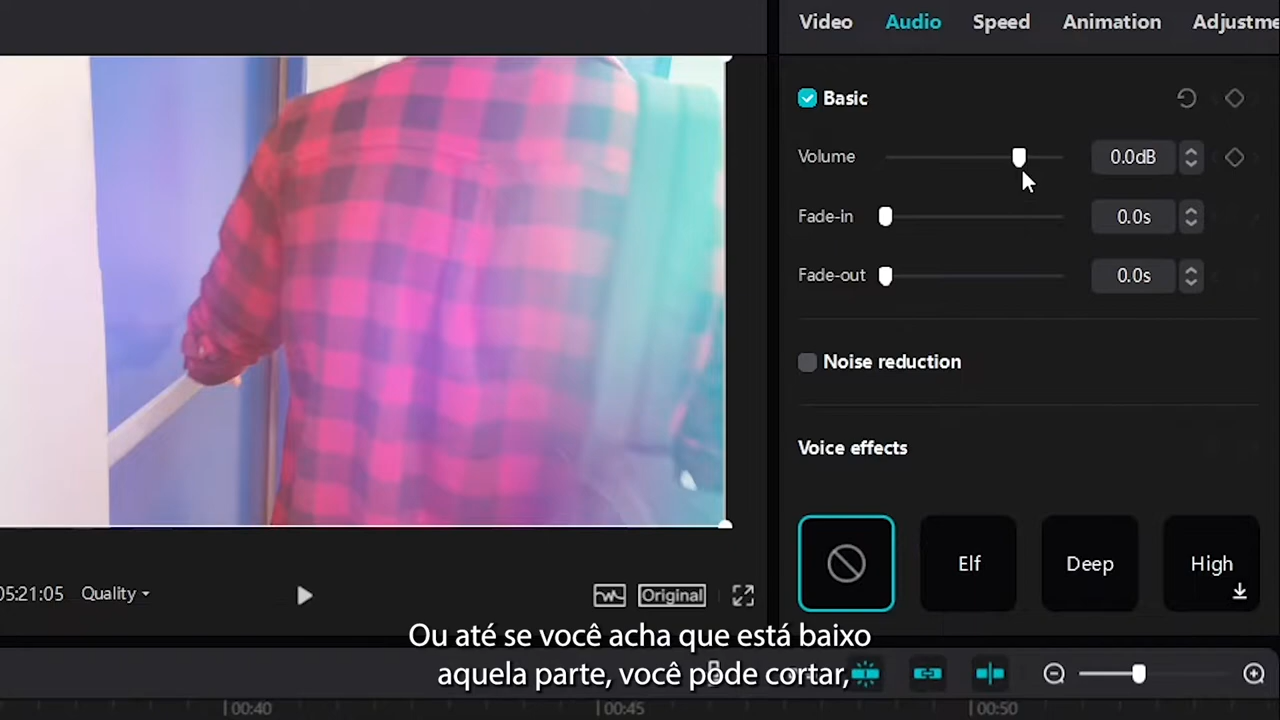 Video Audio Speed Animation Adjustme
Basic
Volume 0.0dB
Fade-in 0.0s
Fade-out 0.0s
Noise reduction
Voice effects
Elf Deep High
05:21:05 Quality Original
Ou até se você acha que está baixo
aquela parte, você pode cortar,
00:40 00:45 00:50